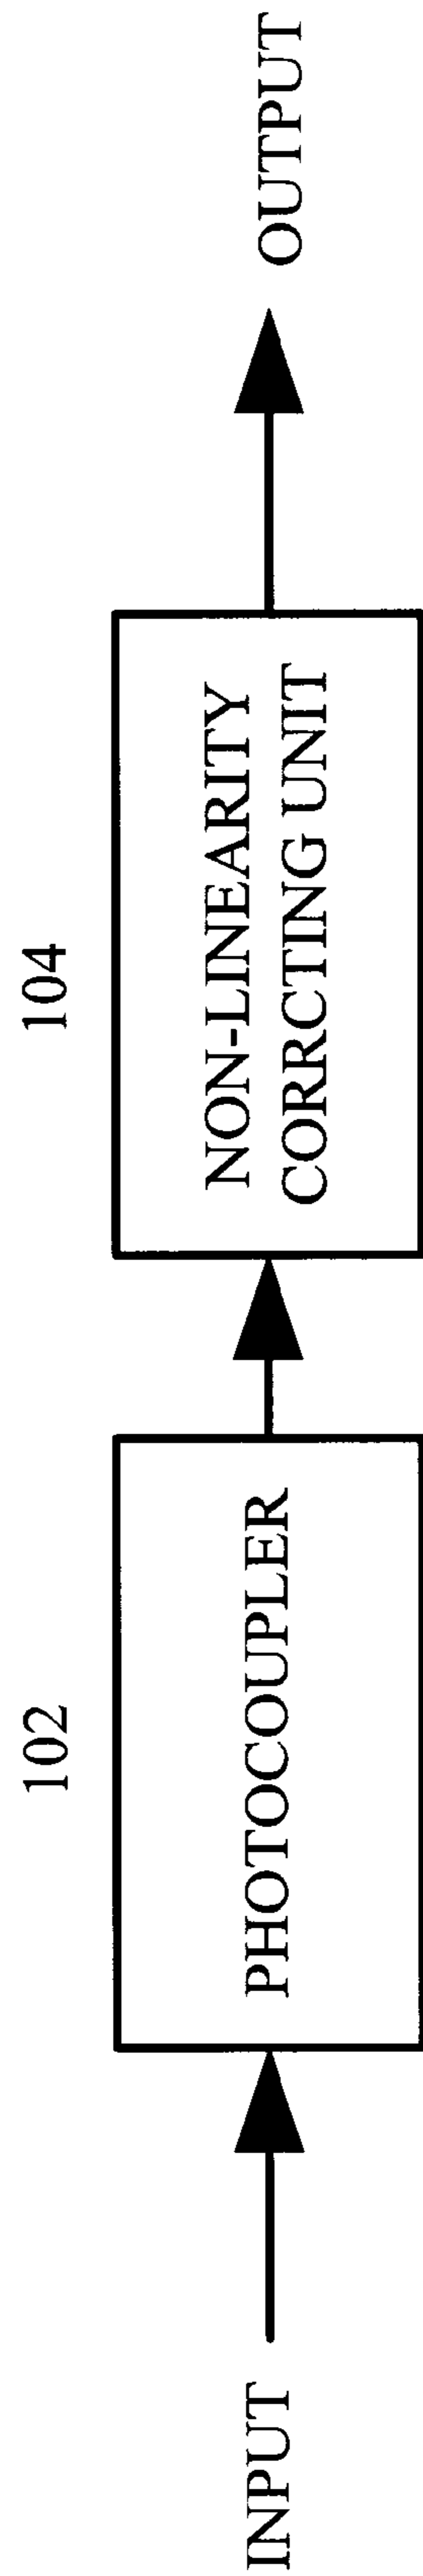 INPUT
102
PHOTOCOUPLER
104
NON-LINEARITY
CORRCTING UNIT
OUTPUT